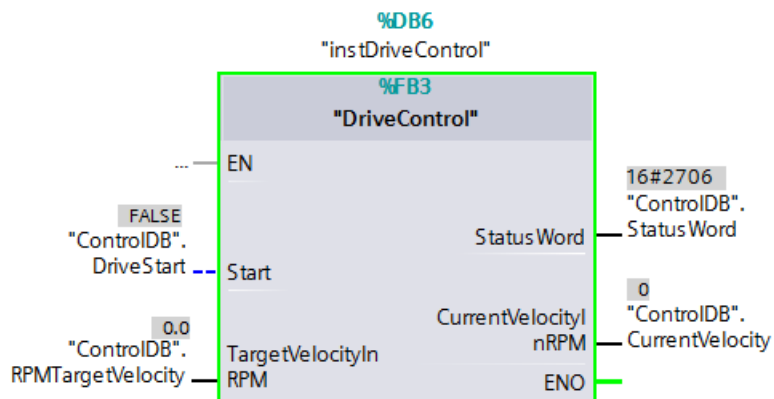 %DB6
"instDriveControl"
%FB3
"DriveControl"
... EN
16#2706
"ControlDB".
StatusWord StatusWord
FALSE
"ControlDB".
DriveStart Start
0
"ControlDB".
CurrentVelocityI
nRPM CurrentVelocity
0.0
"ControlDB".
RPMTargetVelocity TargetVelocityIn
RPM
ENO